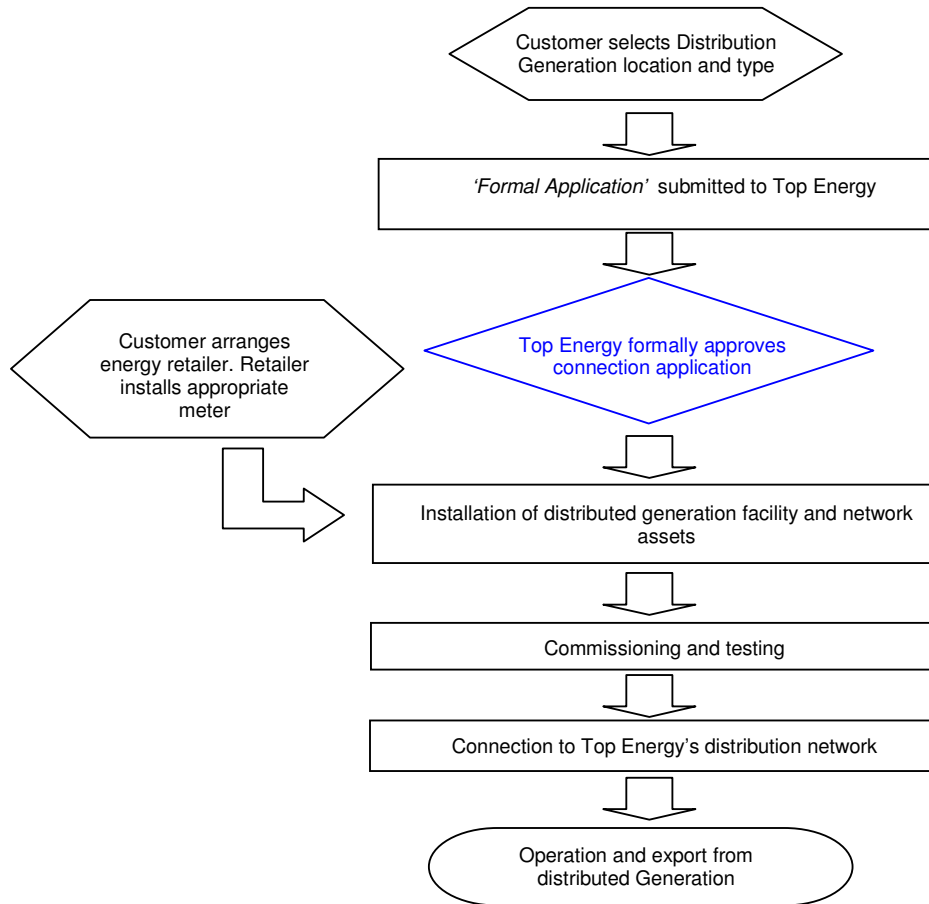 Customer selects Distribution
Generation location and type
‘Formal Application’ submitted to Top Energy
Top Energy formally approves
connection application
Customer arranges
energy retailer. Retailer
installs appropriate
meter
Installation of distributed generation facility and network
assets
Commissioning and testing
Connection to Top Energy’s distribution network
Operation and export from
distributed Generation